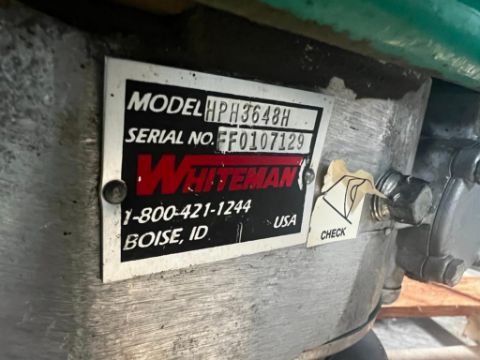 MODEL HPH3648H
SERIAL NO. FF0107129
WHITEMAN
1-800-421-1244
BOISE, ID USA
CHECK